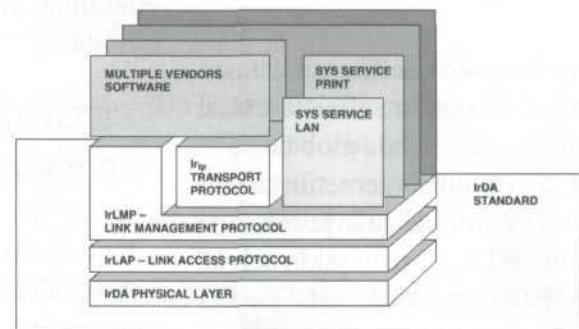 MULTIPLE VENDORS
SOFTWARE
SYS SERVICE
PRINT
SYS SERVICE
LAN
Ir_tp
TRANSPORT
PROTOCOL
IrDA
STANDARD
IrLMP –
LINK MANAGEMENT PROTOCOL
IrLAP – LINK ACCESS PROTOCOL
IrDA PHYSICAL LAYER